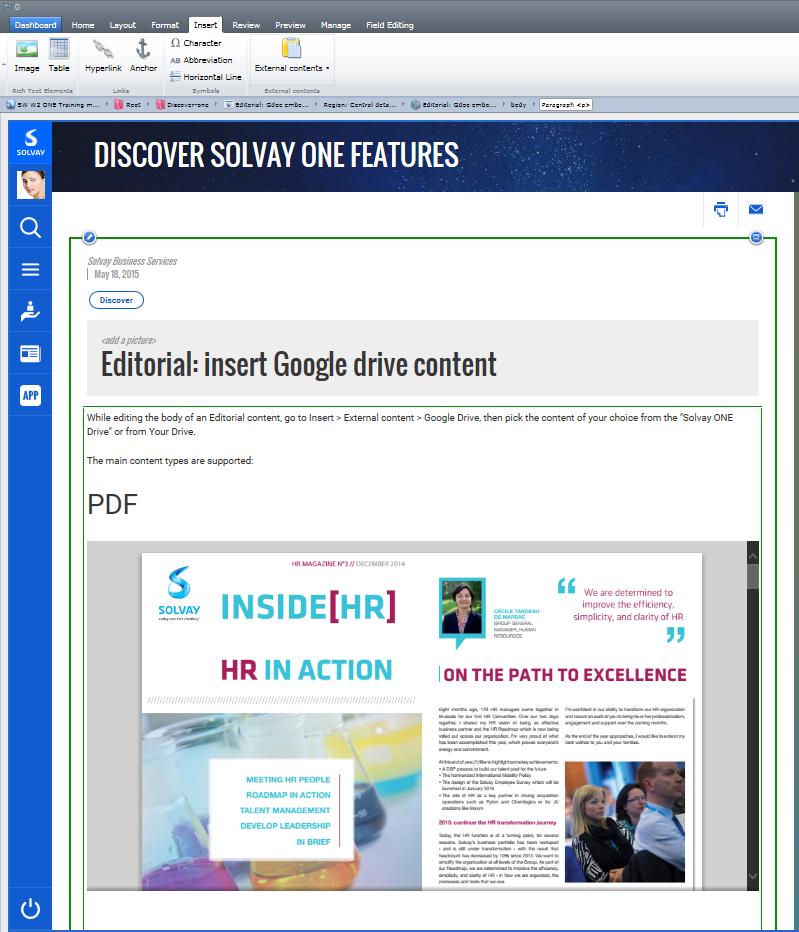 0
Dashboard Home Layout Format Insert Review Preview Manage Field Editing
Image Table Hyperlink Anchor
Ω Character
AB Abbreviation
Horizontal Line
External contents
Rich Text Elements Links Symbols External contents
SW W2 ONE Training m... Root Discover-one Editorial: Gdoc embe... Region: Central deta... Editorial: Gdoc embe... body Paragraph <p>
SOLVAY
DISCOVER SOLVAY ONE FEATURES
APP
Solvay Business Services
May 18, 2015
Discover
<add a picture>
Editorial: insert Google drive content
While editing the body of an Editorial content, go to Insert > External content > Google Drive, then pick the content of your choice from the "Solvay ONE
Drive" or from Your Drive.
The main content types are supported:
PDF
HR MAGAZINE N°3 // DECEMBER 2014
SOLVAY
asking more from chemistry®
INSIDE[HR]
HR IN ACTION
MEETING HR PEOPLE
ROADMAP IN ACTION
TALENT MANAGEMENT
DEVELOP LEADERSHIP
IN BRIEF
CÉCILE TANDEAU
DE MARSAC
GROUP GENERAL
MANAGER, HUMAN
RESOURCES
“ We are determined to
improve the efficiency,
simplicity, and clarity of HR
”
ON THE PATH TO EXCELLENCE
Eight months ago, 179 HR managers came together in
Brussels for our first HR Convention. Over our two days
together, I shared my HR vision of being an effective
business partner and the HR Roadmap which is now being
rolled out across our organization. I'm very proud of what
has been accomplished this year, which proves everyone's
energy and commitment.
At this end of year, I'd like to highlight some key achievements:
• A DSP process to build our talent pool for the future
• The harmonized International Mobility Policy
• The design of the Solvay Employee Survey which will be
launched in January 2015
• The role of HR as a key partner in driving acquisition
operations such as Ryton and Chemlogics or for JV
creations like Inovyn
2015: continue the HR transformation journey
Today, the HR function is at a turning point, for several
reasons. Solvay's business portfolio has been reshaped
- and is still under transformation - with the result that
headcount has decreased by 10% since 2013. We want to
simplify the organization at all levels of the Group. As part of
our Roadmap, we are determined to improve the efficiency,
simplicity, and clarity of HR - in how we are organized, the
processes and tools that we use.
I'm confident in our ability to transform our HR organization
and I count on each of you to bring his or her professionalism,
engagement and support over the coming months.
As the end of the year approaches, I would like to extend my
best wishes to you and your families.